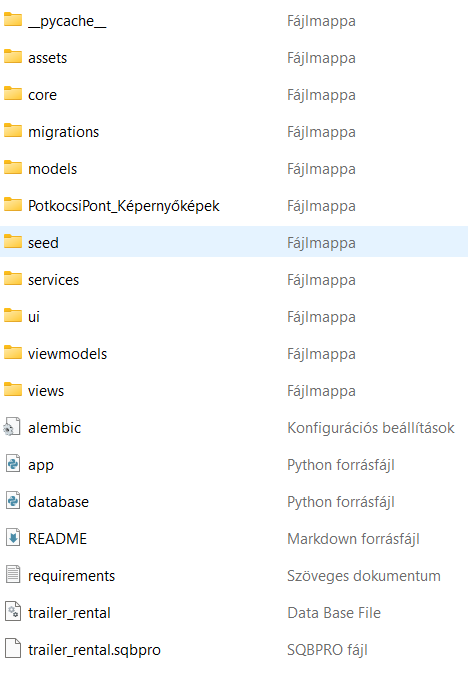 __pycache__ Fájlmappa
assets Fájlmappa
core Fájlmappa
migrations Fájlmappa
models Fájlmappa
PotkocsiPont_Képernyőképek Fájlmappa
seed Fájlmappa
services Fájlmappa
ui Fájlmappa
viewmodels Fájlmappa
views Fájlmappa
alembic Konfigurációs beállítások
app Python forrásfájl
database Python forrásfájl
README Markdown forrásfájl
requirements Szöveges dokumentum
trailer_rental Data Base File
trailer_rental.sqbpro SQBPRO fájl